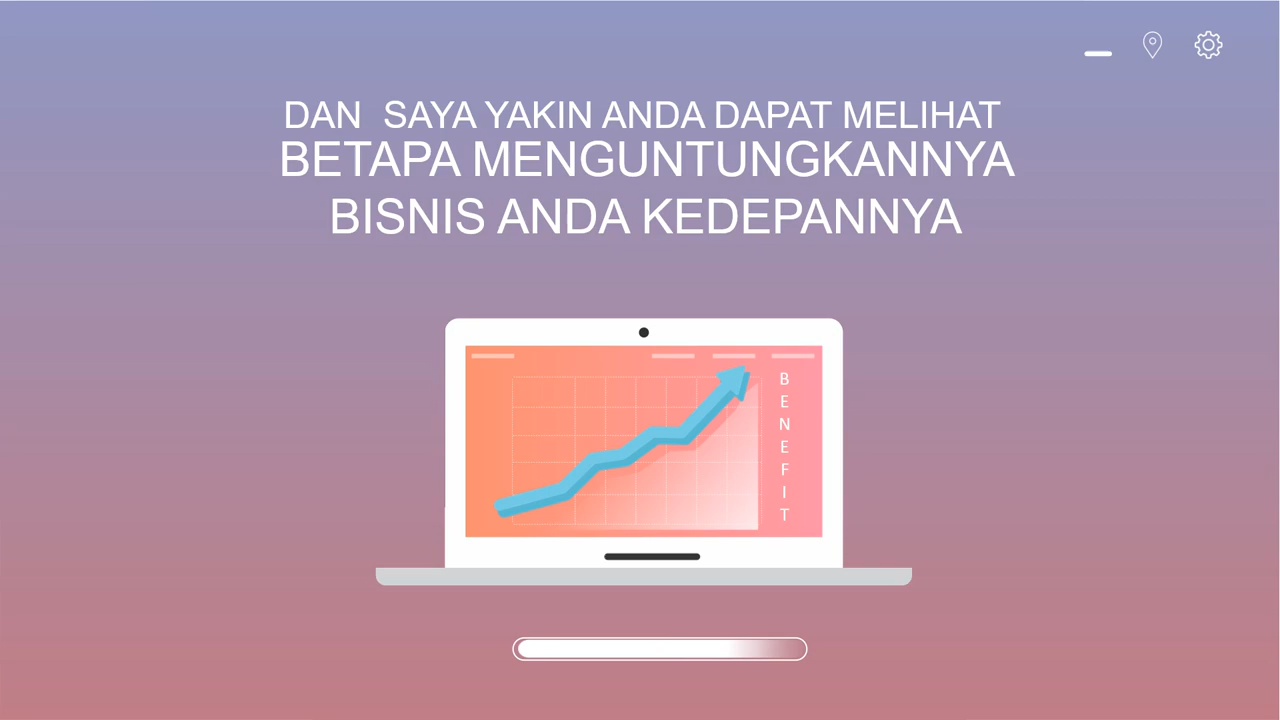 DAN  SAYA YAKIN ANDA DAPAT MELIHAT
BETAPA MENGUNTUNGKANNYA
BISNIS ANDA KEDEPANNYA
BENEFIT